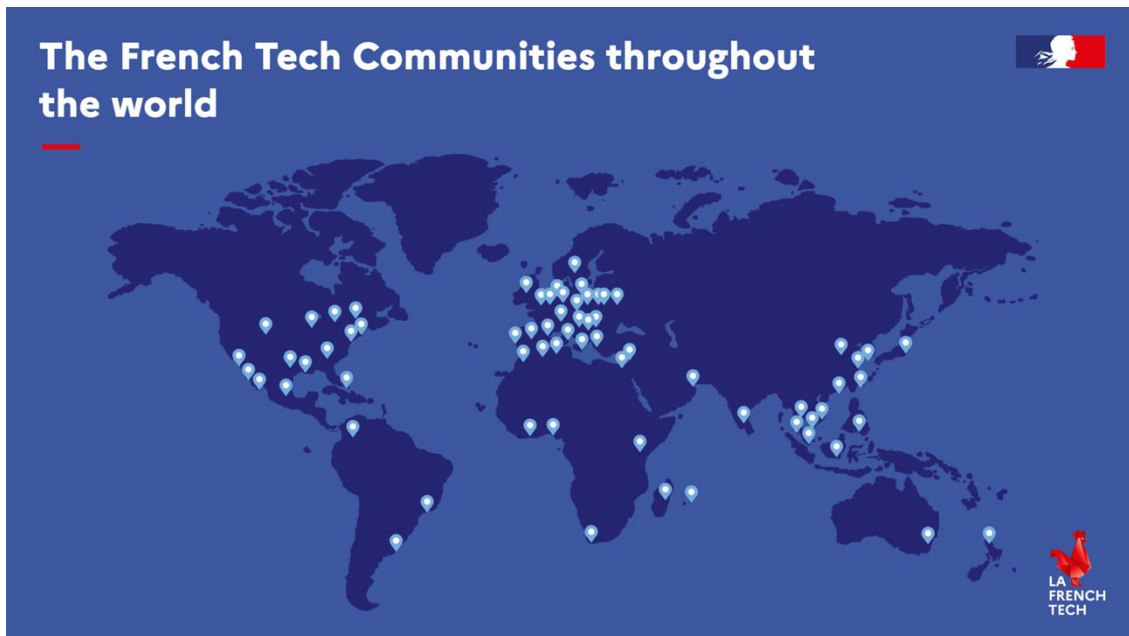 The French Tech Communities throughout
the world
LA
FRENCH
TECH